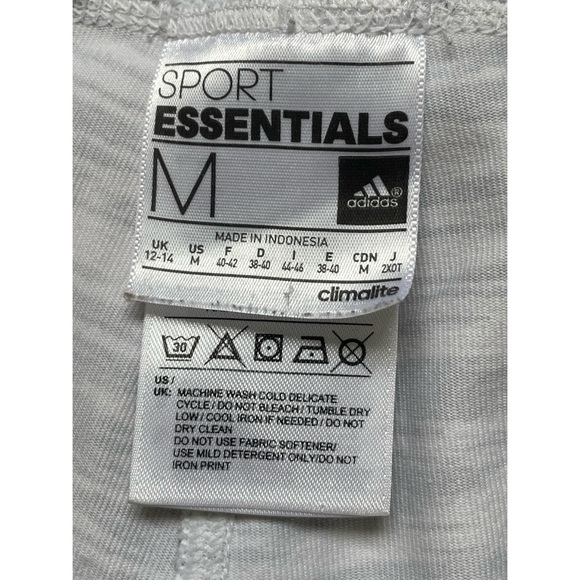 SPORT
ESSENTIALS
M
adidas®
MADE IN INDONESIA
UK US F D I E CDN J
12-14 M 40-42 38-40 44-46 38-40 M 2XOT
climalite
30
US /
UK: MACHINE WASH COLD DELICATE
CYCLE / DO NOT BLEACH / TUMBLE DRY
LOW / COOL IRON IF NEEDED / DO NOT
DRY CLEAN
DO NOT USE FABRIC SOFTENER/
USE MILD DETERGENT ONLY/DO NOT
IRON PRINT